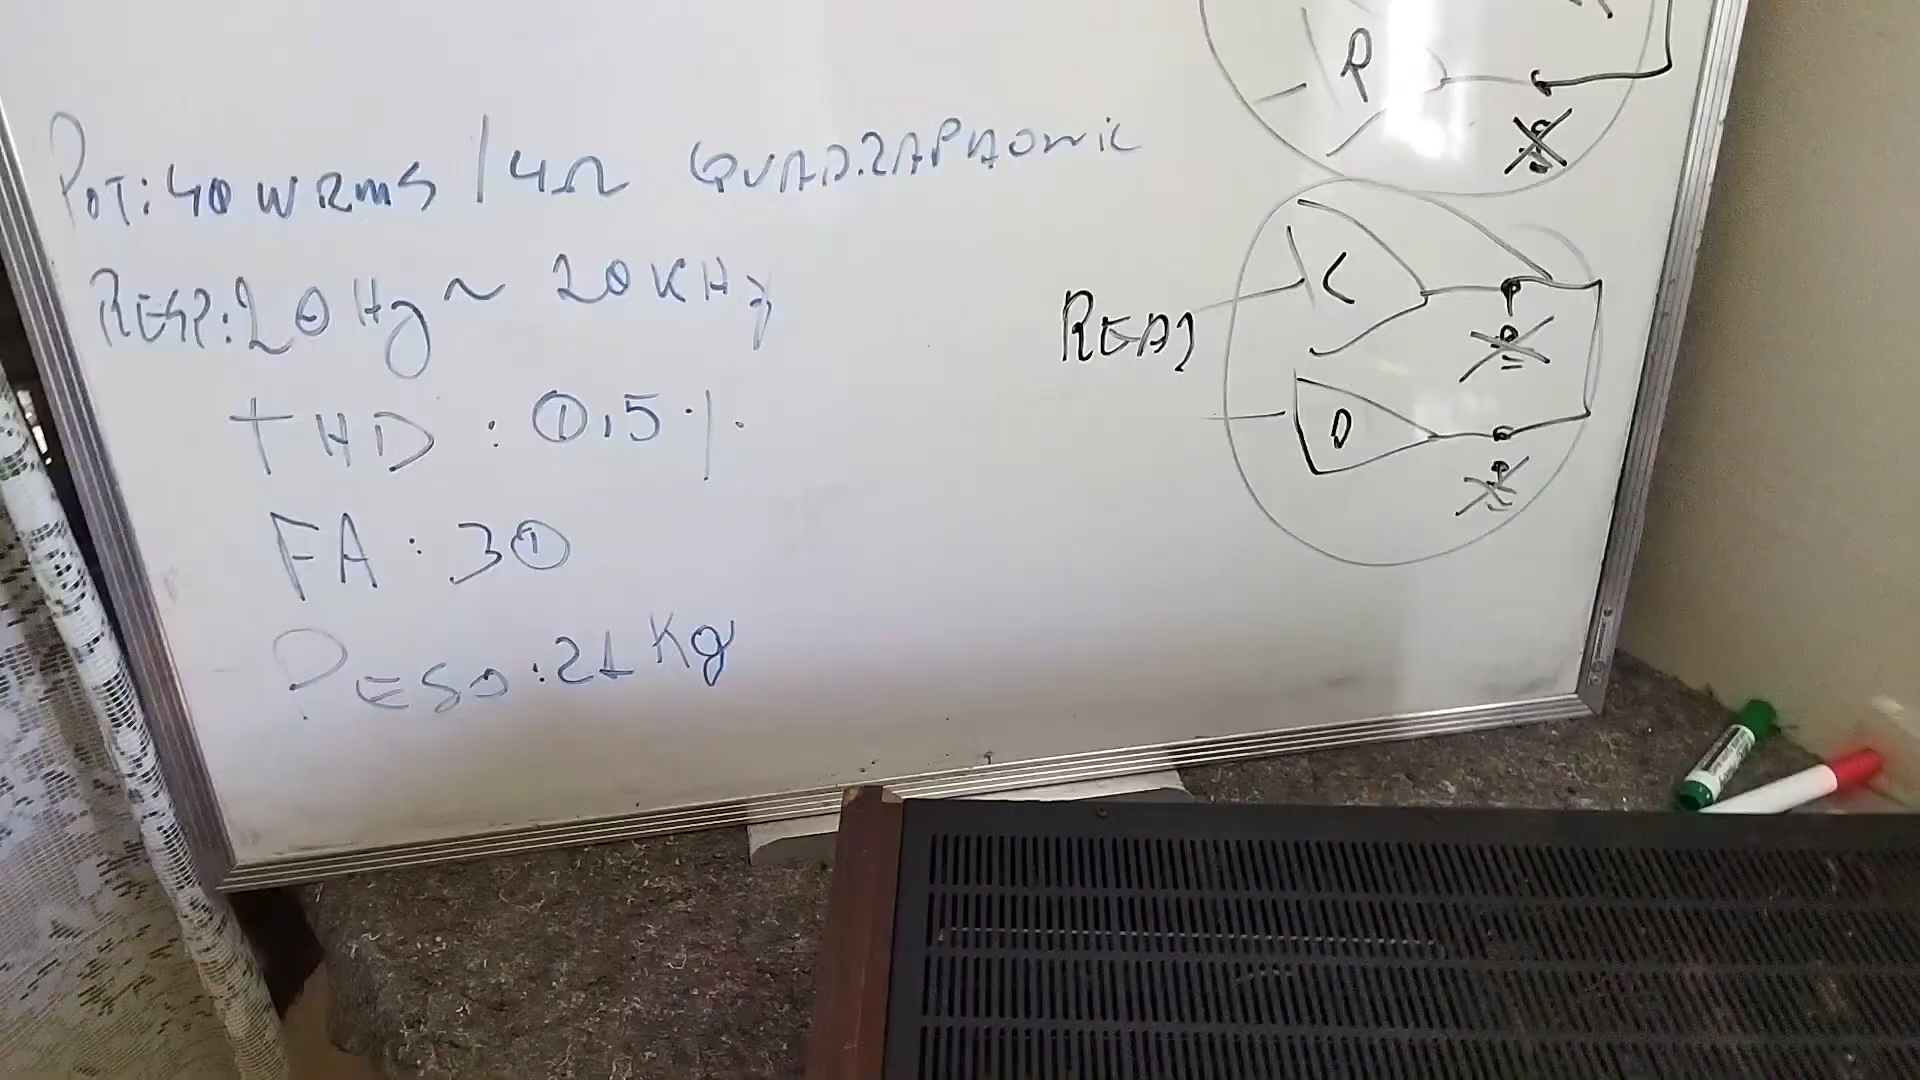 POT: 40 W RMS / 4Ω QUADRAPHONIC
RESP: 20 Hz ~ 20 KHz
THD : 0,5 %
FA : 30
PESO : 21 Kg
R
REAR
C
D